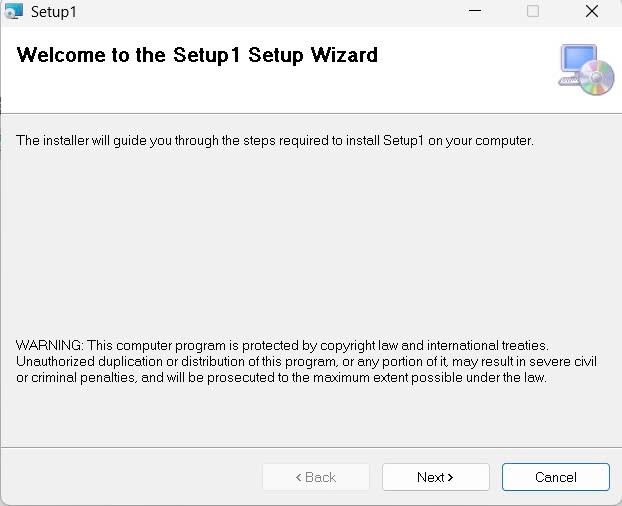 Setup1
Welcome to the Setup1 Setup Wizard
The installer will guide you through the steps required to install Setup1 on your computer.
WARNING: This computer program is protected by copyright law and international treaties.
Unauthorized duplication or distribution of this program, or any portion of it, may result in severe civil
or criminal penalties, and will be prosecuted to the maximum extent possible under the law.
< Back
Next >
Cancel